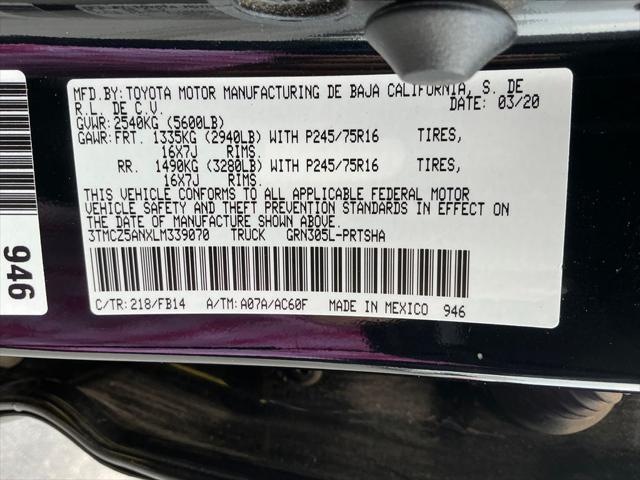 MFD.BY:TOYOTA MOTOR MANUFACTURING DE BAJA CALIFORNIA, S. DE
R.L. DE C.V. DATE: 03/20
GVWR: 2540KG (5600LB)
GAWR: FRT. 1335KG (2940LB) WITH P245/75R16 TIRES,
16X7J RIMS.
RR. 1490KG (3280LB) WITH P245/75R16 TIRES,
16X7J RIMS.
THIS VEHICLE CONFORMS TO ALL APPLICABLE FEDERAL MOTOR
VEHICLE SAFETY AND THEFT PREVENTION STANDARDS IN EFFECT ON
THE DATE OF MANUFACTURE SHOWN ABOVE.
3TMCZ5ANXLM339070 TRUCK GRN305L-PRTSHA
C/TR:218/FB14 A/TM:A07A/AC60F MADE IN MEXICO 946
946